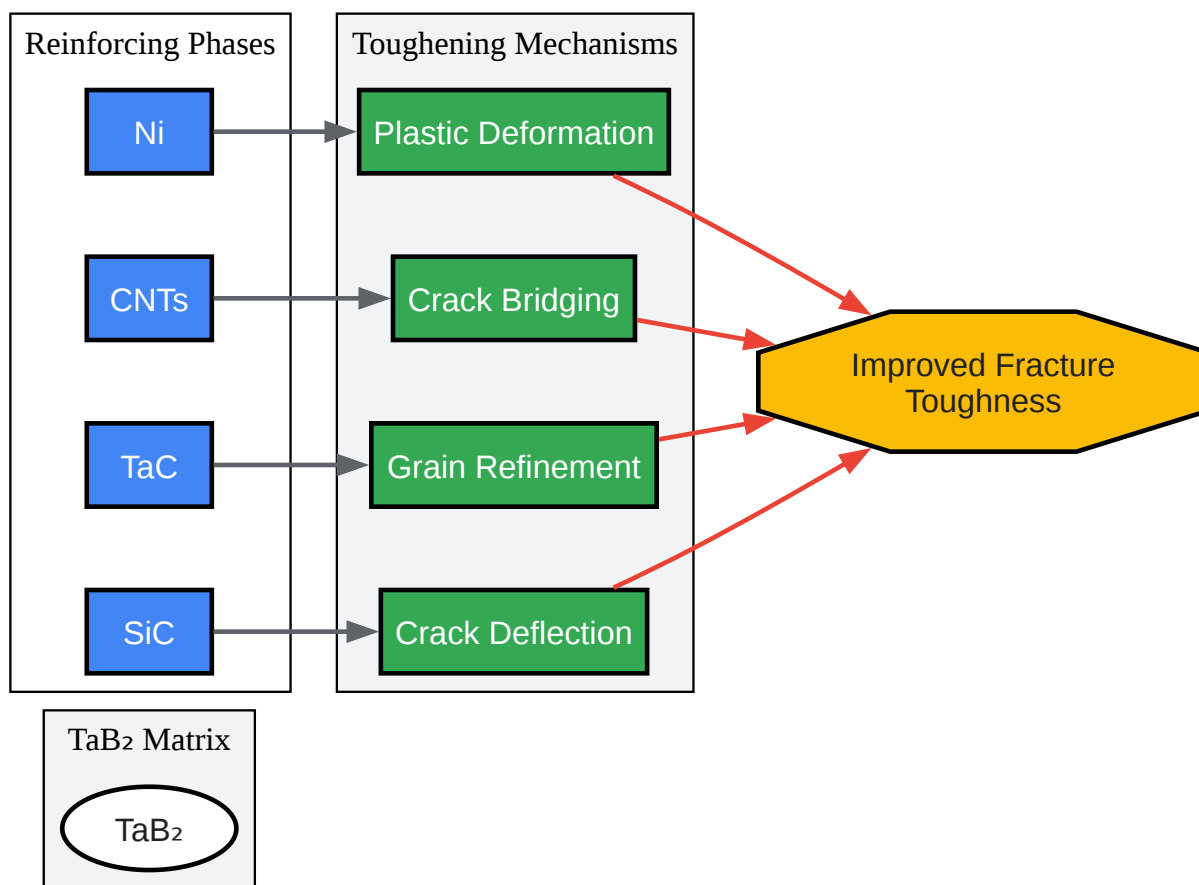 Reinforcing Phases
Toughening Mechanisms
Ni
Plastic Deformation
CNTs
Crack Bridging
Improved Fracture
Toughness
TaC
Grain Refinement
SiC
Crack Deflection
TaB₂ Matrix
TaB₂